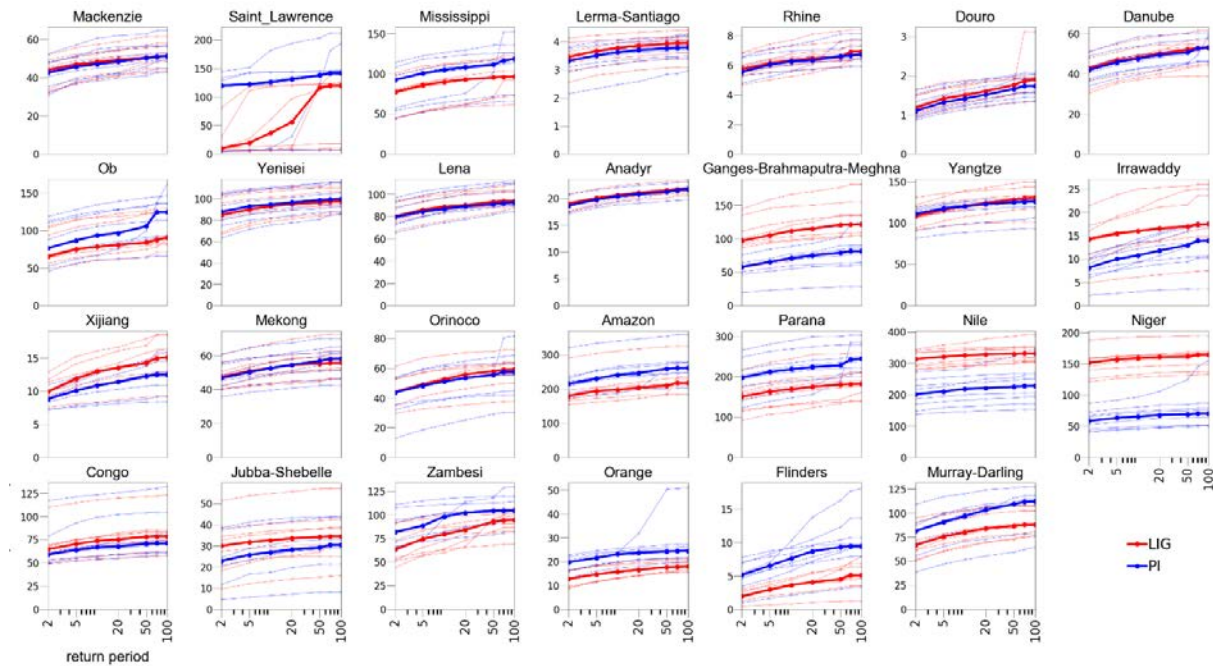 Mackenzie Saint_Lawrence Mississippi Lerma-Santiago Rhine Douro Danube
60 200 150 4 8 3 60
40 150 100 3 6 2 40
20 100 50 2 4 1 20
0 50 0 1 2 0 0
0 0 0
Ob Yenisei Lena Anadyr Ganges-Brahmaputra-Meghna Yangtze Irrawaddy
150 100 100 20 150 150 25
100 80 80 15 100 100 20
50 60 60 10 50 50 15
0 40 40 5 0 0 10
20 20 0 5
0 0 0
Xijiang Mekong Orinoco Amazon Parana Nile Niger
15 60 80 300 300 400 200
10 40 60 200 200 300 150
5 20 40 100 100 200 100
0 0 20 0 0 100 50
0 0 0
2 5 20 50 100
Congo Jubba-Shebelle Zambesi Orange Flinders Murray-Darling
125 50 125 50 15 125
100 40 100 40 10 100
75 30 75 30 5 75
50 20 50 20 0 50
25 10 25 10 25
0 0 0 0 0
LIG
PI
2 5 20 50 100 2 5 20 50 100 2 5 20 50 100 2 5 20 50 100 2 5 20 50 100 2 5 20 50 100
return period